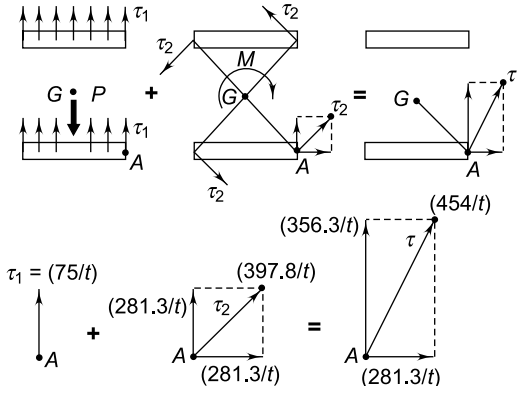 τ1 τ2 τ2
M
G P + G = G τ
τ1 τ2
A A A
τ2
(454/t)
(356.3/t)
τ1 = (75/t) (397.8/t) τ
(281.3/t) τ2
+ =
A A A
(281.3/t) (281.3/t)